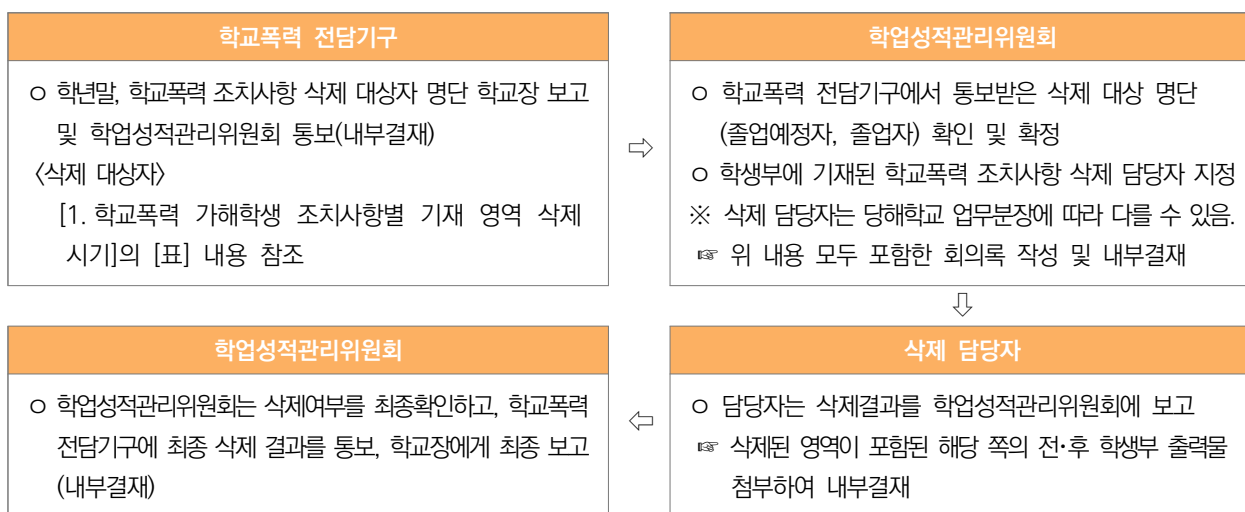 학교폭력 전담기구
ㅇ 학년말, 학교폭력 조치사항 삭제 대상자 명단 학교장 보고
및 학업성적관리위원회 통보(내부결재)
〈삭제 대상자〉
[1. 학교폭력 가해학생 조치사항별 기재 영역 삭제
시기]의 [표] 내용 참조
⇨
학업성적관리위원회
ㅇ 학교폭력 전담기구에서 통보받은 삭제 대상 명단
(졸업예정자, 졸업자) 확인 및 확정
ㅇ 학생부에 기재된 학교폭력 조치사항 삭제 담당자 지정
※ 삭제 담당자는 당해학교 업무분장에 따라 다를 수 있음.
☞ 위 내용 모두 포함한 회의록 작성 및 내부결재
⇩
삭제 담당자
ㅇ 담당자는 삭제결과를 학업성적관리위원회에 보고
☞ 삭제된 영역이 포함된 해당 쪽의 전·후 학생부 출력물
첨부하여 내부결재
⇦
학업성적관리위원회
ㅇ 학업성적관리위원회는 삭제여부를 최종확인하고, 학교폭력
전담기구에 최종 삭제 결과를 통보, 학교장에게 최종 보고
(내부결재)